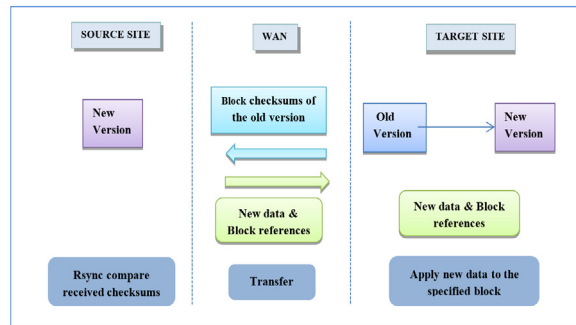 SOURCE SITE
WAN
TARGET SITE
New
Version
Block checksums of
the old version
Old
Version
New
Version
New data &
Block references
New data & Block
references
Rsync compare
received checksums
Transfer
Apply new data to the
specified block